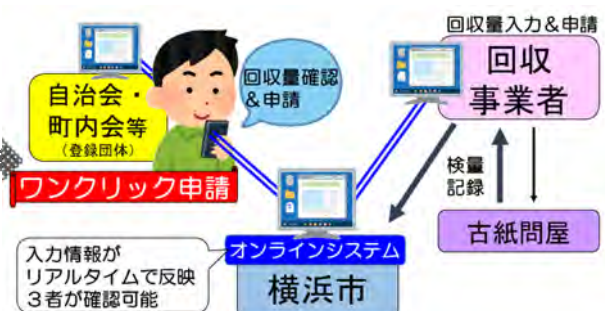 自治会・
町内会等
(登録団体)
ワンクリック申請
回収量確認
&申請
回収量入力&申請
回収
事業者
検量
記録
古紙問屋
オンラインシステム
横浜市
入力情報が
リアルタイムで反映
3者が確認可能